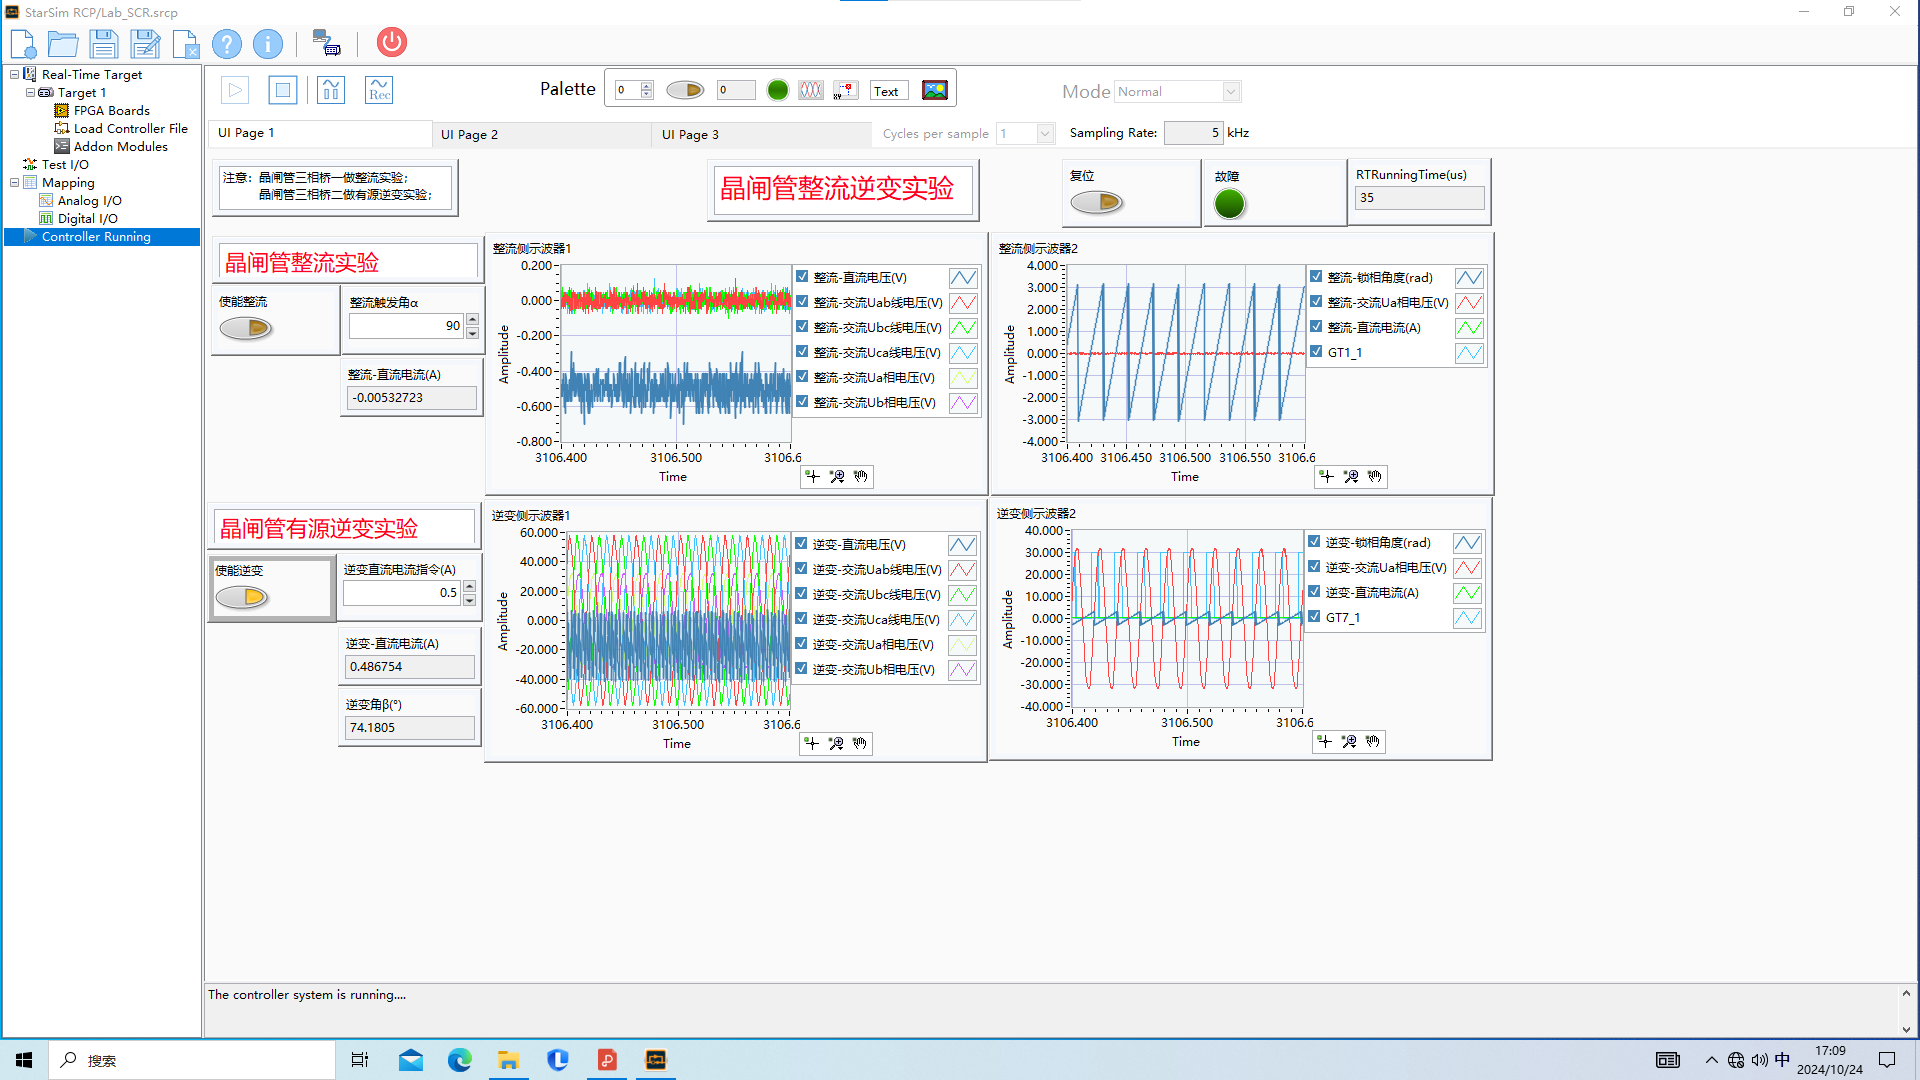 StarSim RCP/Lab_SCR.srcp
Real-Time Target
Target 1
FPGA Boards
Load Controller File
Addon Modules
Test I/O
Mapping
Analog I/O
Digital I/O
Controller Running
Rec
Palette
0
0
Text
Mode Normal
UI Page 1
UI Page 2
UI Page 3
Cycles per sample 1
Sampling Rate: 5 kHz
注意：晶闸管三相桥一做整流实验；
晶闸管三相桥二做有源逆变实验；
晶闸管整流逆变实验
复位
故障
RTRunningTime(us)
35
晶闸管整流实验
使能整流
整流触发角α
90
整流-直流电流(A)
-0.00532723
整流侧示波器1
0.200
0.000
-0.200
-0.400
-0.600
-0.800
Amplitude
3106.400 3106.500 3106.6
Time
整流-直流电压(V)
整流-交流Uab线电压(V)
整流-交流Ubc线电压(V)
整流-交流Uca线电压(V)
整流-交流Ua相电压(V)
整流-交流Ub相电压(V)
整流侧示波器2
4.000
3.000
2.000
1.000
0.000
-1.000
-2.000
-3.000
-4.000
Amplitude
3106.400 3106.450 3106.500 3106.550 3106.6
Time
整流-锁相角度(rad)
整流-交流Ua相电压(V)
整流-直流电流(A)
GT1_1
晶闸管有源逆变实验
使能逆变
逆变直流电流指令(A)
0.5
逆变-直流电流(A)
0.486754
逆变角β(°)
74.1805
逆变侧示波器1
60.000
40.000
20.000
0.000
-20.000
-40.000
-60.000
Amplitude
3106.400 3106.500 3106.6
Time
逆变-直流电压(V)
逆变-交流Uab线电压(V)
逆变-交流Ubc线电压(V)
逆变-交流Uca线电压(V)
逆变-交流Ua相电压(V)
逆变-交流Ub相电压(V)
逆变侧示波器2
40.000
30.000
20.000
10.000
0.000
-10.000
-20.000
-30.000
-40.000
Amplitude
3106.400 3106.500 3106.6
Time
逆变-锁相角度(rad)
逆变-交流Ua相电压(V)
逆变-直流电流(A)
GT7_1
The controller system is running....
搜索
中
17:09
2024/10/24